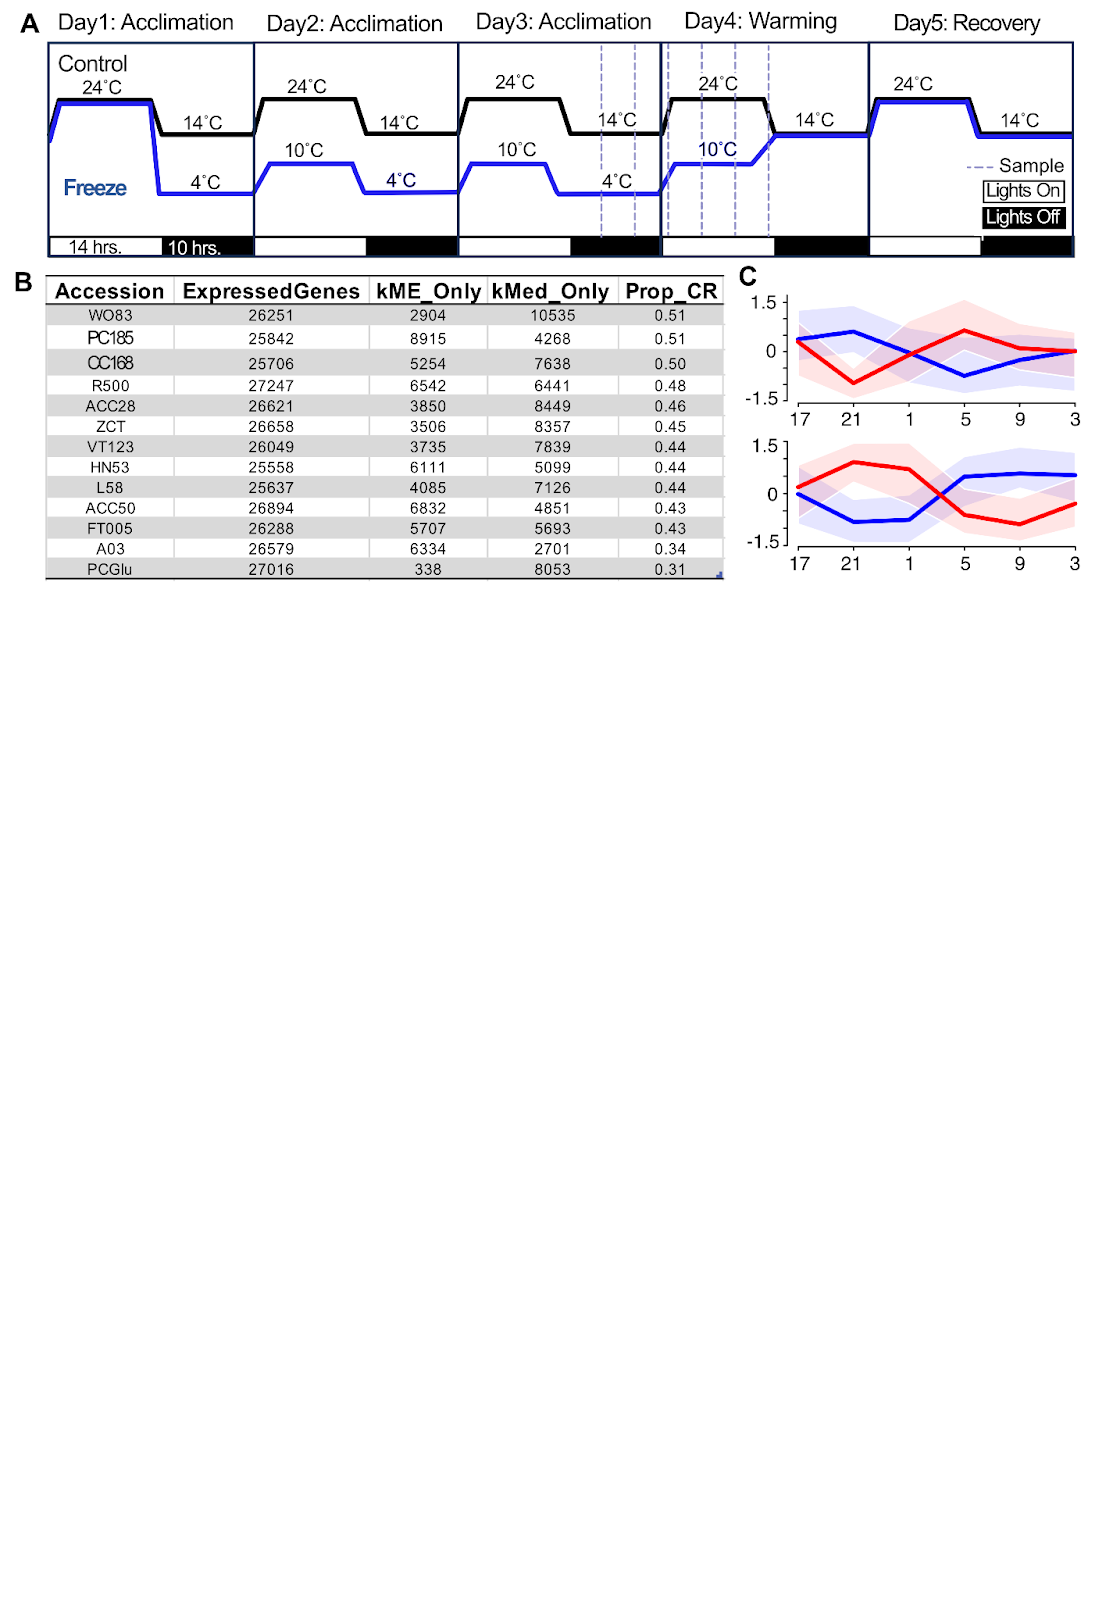 A
Day1: Acclimation Day2: Acclimation Day3: Acclimation Day4: Warming Day5: Recovery
Control
24˚C 24˚C 24˚C 24˚C 24˚C
14˚C 14˚C 14˚C 14˚C 14˚C
10˚C 10˚C 10˚C
Freeze 4˚C 4˚C 4˚C
Sample
Lights On
Lights Off
14 hrs. 10 hrs.
B
Accession ExpressedGenes kME_Only kMed_Only Prop_CR
WO83 26251 2904 10535 0.51
PC185 25842 8915 4268 0.51
CC168 25706 5254 7638 0.50
R500 27247 6542 6441 0.48
ACC28 26621 3850 8449 0.46
ZCT 26658 3506 8357 0.45
VT123 26049 3735 7839 0.44
HN53 25558 6111 5099 0.44
L58 25637 4085 7126 0.44
ACC50 26894 6832 4851 0.43
FT005 26288 5707 5693 0.43
A03 26579 6334 2701 0.34
PCGlu 27016 338 8053 0.31
C
1.5
0
-1.5
17 21 1 5 9 3
1.5
0
-1.5
17 21 1 5 9 3